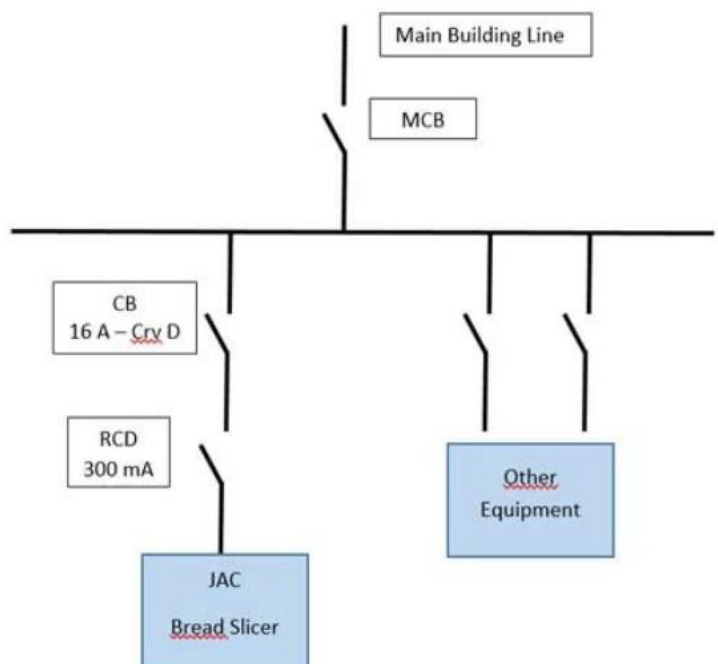 Main Building Line
MCB
CB
16 A – Crv D
RCD
300 mA
Other
Equipment
JAC
Bread Slicer